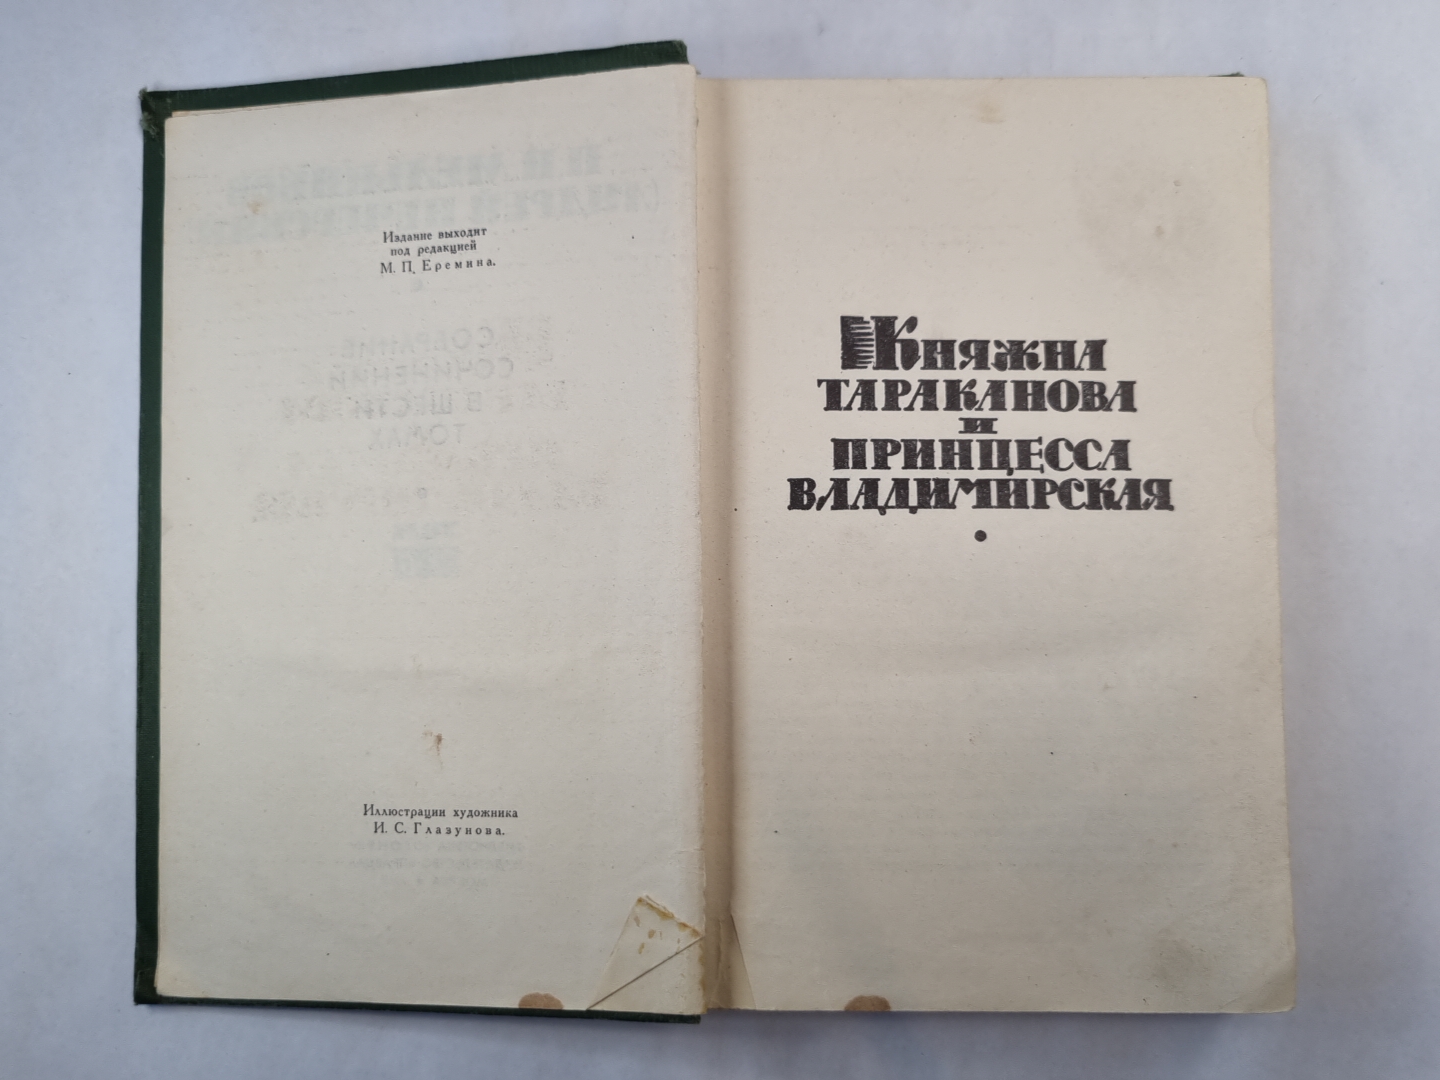 Издание выходит
под редакцией
М. П. Еремина.
Иллюстрации художника
И. С. Глазунова.
Княжна
Тараканова
и
принцесса
Владимирская